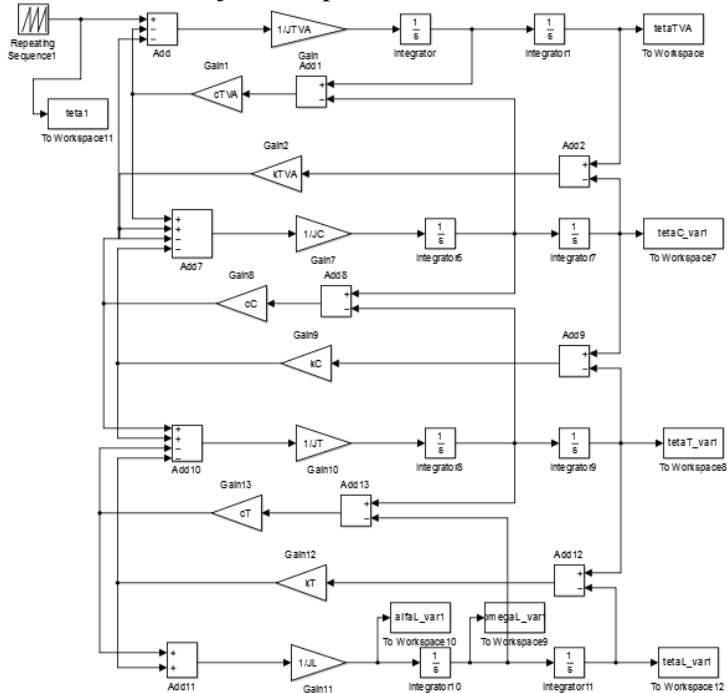 Repeating
Sequence1
teta1
To Workspace11
+
−
−
Add
1/JTVA
Gain
1
s
Integrator
1
s
Integrator1
tetaTVA
To Workspace
Gain1
cTVA
Add1
+
−
Gain2
kTVA
Add2
+
−
+
+
−
−
Add7
1/JC
Gain7
1
s
Integrator6
1
s
Integrator7
tetaC_var1
To Workspace7
Gain8
cC
Add8
+
−
Gain9
kC
Add9
+
−
+
+
−
−
Add10
1/JT
Gain10
1
s
Integrator8
1
s
Integrator9
tetaT_var1
To Workspace8
Gain13
cT
Add13
+
−
Gain12
kT
Add12
+
−
alfaL_var1
To Workspace10
omegaL_var1
To Workspace9
+
+
Add11
1/JL
Gain11
1
s
Integrator10
1
s
Integrator11
tetaL_var1
To Workspace12